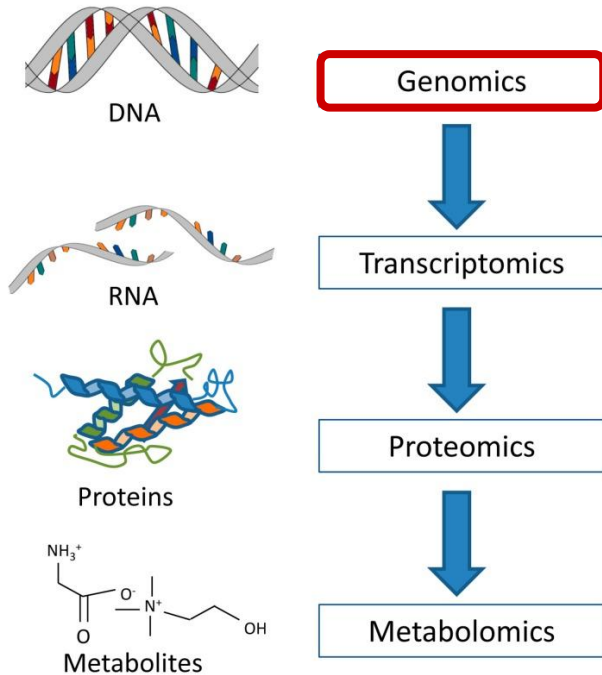 DNA
Genomics
RNA
Transcriptomics
Proteins
Proteomics
NH₃⁺
O⁻
O
N⁺
OH
Metabolites
Metabolomics